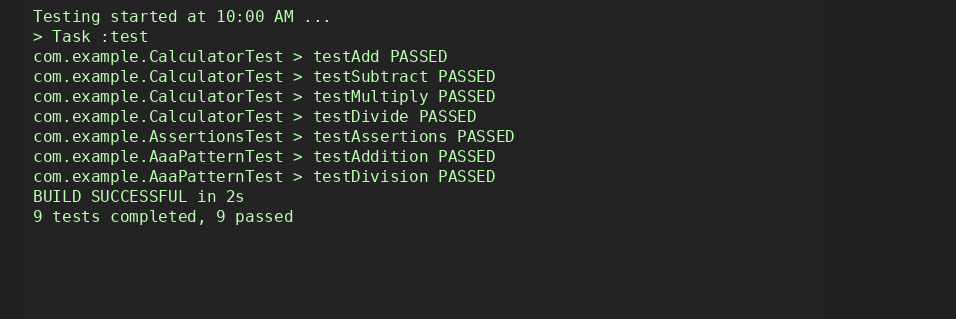 Testing started at 10:00 AM ...
> Task :test
com.example.CalculatorTest > testAdd PASSED
com.example.CalculatorTest > testSubtract PASSED
com.example.CalculatorTest > testMultiply PASSED
com.example.CalculatorTest > testDivide PASSED
com.example.AssertionsTest > testAssertions PASSED
com.example.AaaPatternTest > testAddition PASSED
com.example.AaaPatternTest > testDivision PASSED
BUILD SUCCESSFUL in 2s
9 tests completed, 9 passed